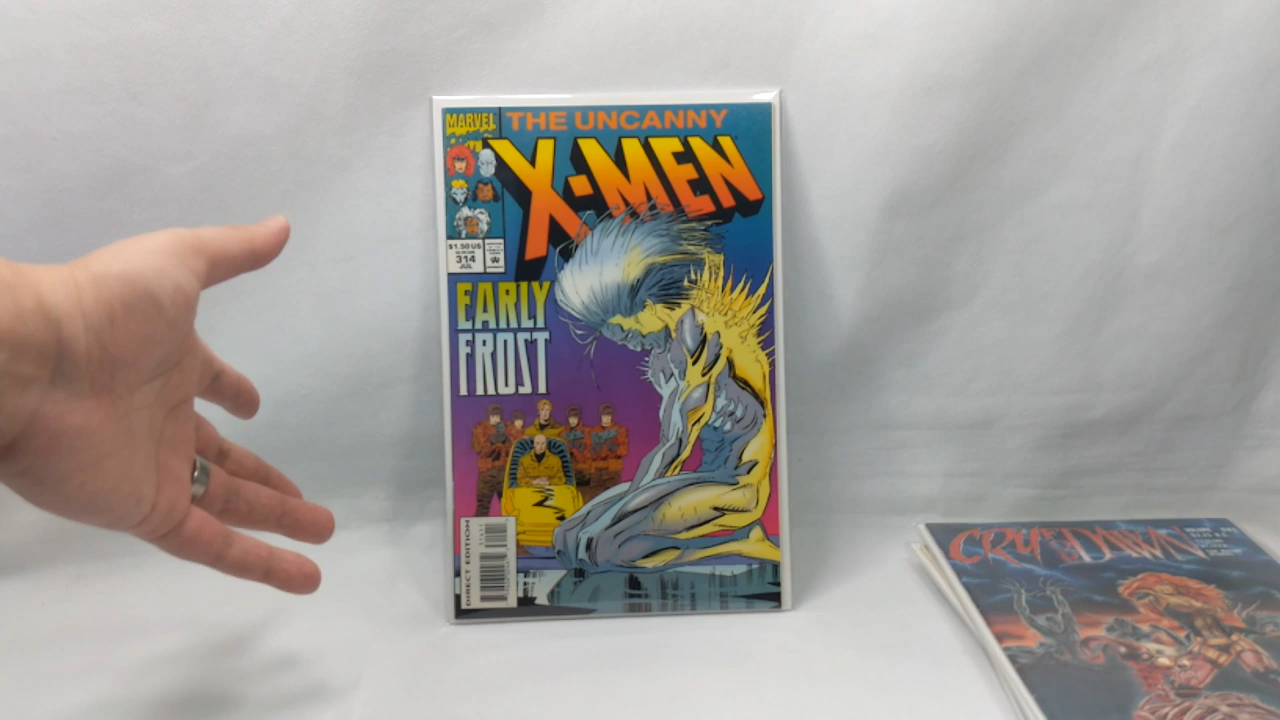 MARVEL
THE UNCANNY
X-MEN
$1.50 US
314
JUL
EARLY
FROST
DIRECT EDITION
CRY FOR DAWN